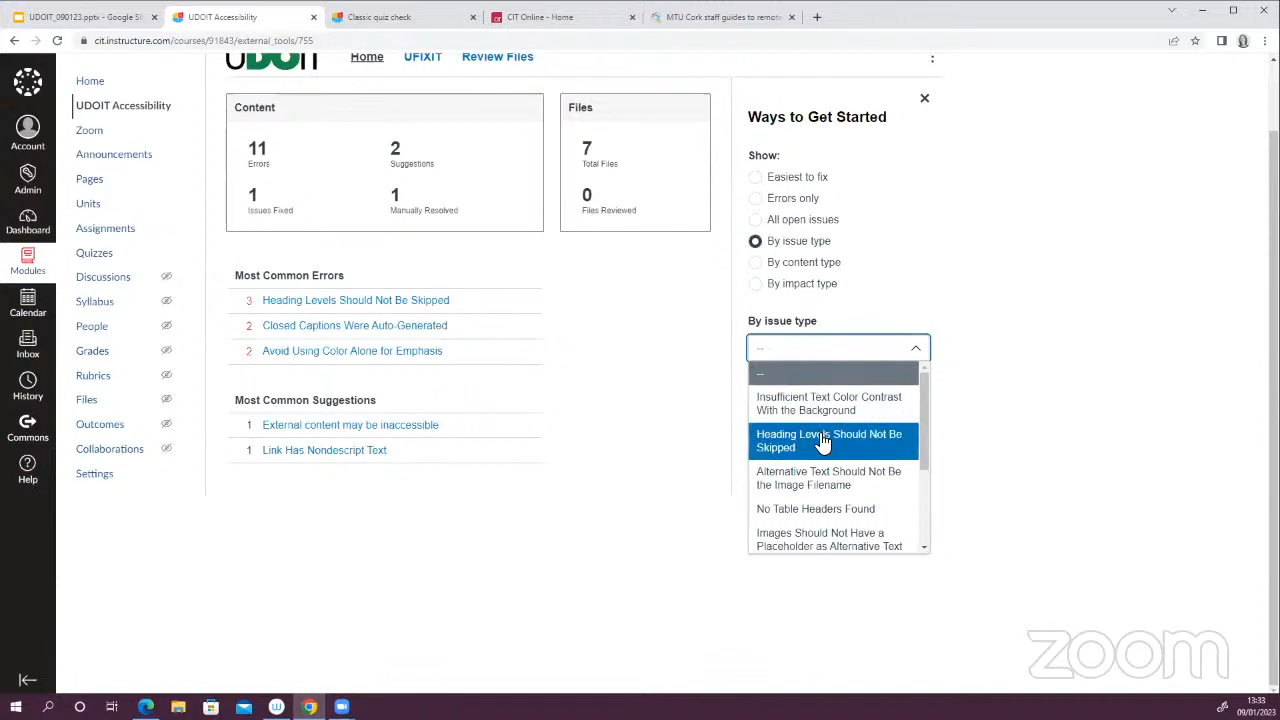 UDOIT_090123.pptx - Google Sli
UDOIT Accessibility
Classic quiz check
CIT Online - Home
MTU Cork staff guides to remote
cit.instructure.com/courses/91843/external_tools/755
Account
Admin
Dashboard
Modules
Calendar
Inbox
History
Commons
Help
Home
UDOIT Accessibility
Zoom
Announcements
Pages
Units
Assignments
Quizzes
Discussions
Syllabus
People
Grades
Rubrics
Files
Outcomes
Collaborations
Settings
UDOIT
Home
UFIXIT
Review Files
Content
11
Errors
2
Suggestions
1
Issues Fixed
1
Manually Resolved
Files
7
Total Files
0
Files Reviewed
Most Common Errors
3 Heading Levels Should Not Be Skipped
2 Closed Captions Were Auto-Generated
2 Avoid Using Color Alone for Emphasis
Most Common Suggestions
1 External content may be inaccessible
1 Link Has Nondescript Text
Ways to Get Started
Show:
Easiest to fix
Errors only
All open issues
By issue type
By content type
By impact type
By issue type
--
--
Insufficient Text Color Contrast
With the Background
Heading Levels Should Not Be
Skipped
Alternative Text Should Not Be
the Image Filename
No Table Headers Found
Images Should Not Have a
Placeholder as Alternative Text
zoom
13:33
09/01/2023